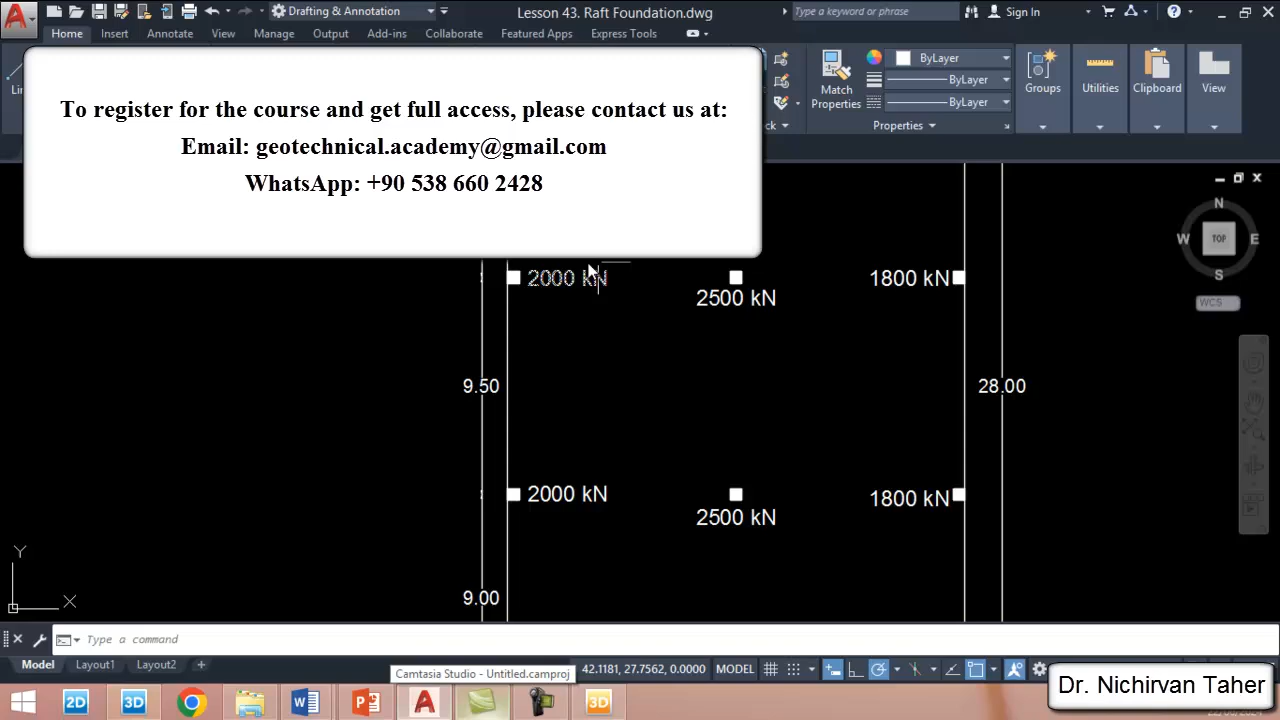 Drafting & Annotation
Lesson 43. Raft Foundation.dwg
Type a keyword or phrase
Sign In
Home Insert Annotate View Manage Output Add-ins Collaborate Featured Apps Express Tools
To register for the course and get full access, please contact us at:
Email: geotechnical.academy@gmail.com
WhatsApp: +90 538 660 2428
Match
Properties
ByLayer
ByLayer
ByLayer
Properties
Groups
Utilities
Clipboard
View
N
W TOP E
S
WCS
2000 kN
2500 kN
1800 kN
9.50
28.00
2000 kN
2500 kN
1800 kN
9.00
Y
X
Type a command
Model Layout1 Layout2
Camtasia Studio - Untitled.camproj
42.1181, 27.7562, 0.0000 MODEL
2D
3D
3D
Dr. Nichirvan Taher